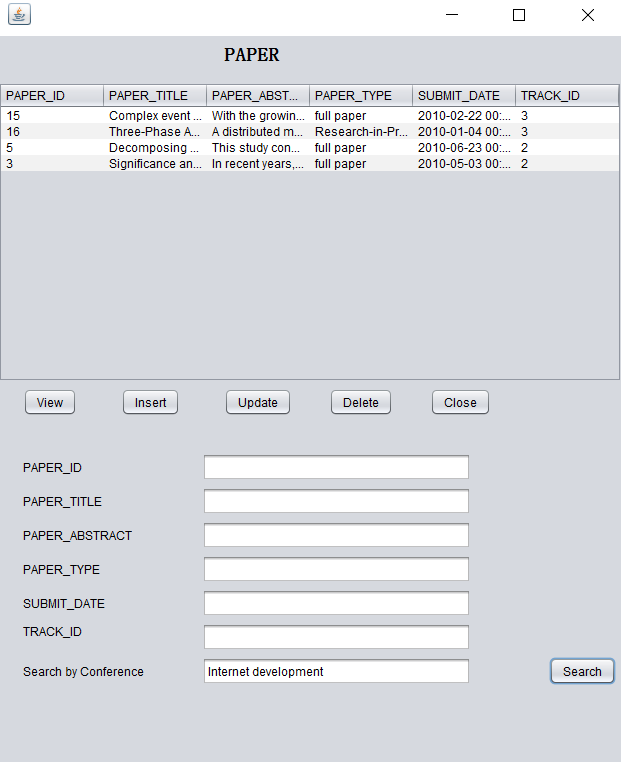 PAPER
PAPER_ID PAPER_TITLE PAPER_ABST... PAPER_TYPE SUBMIT_DATE TRACK_ID
15 Complex event ... With the growin... full paper 2010-02-22 00:... 3
16 Three-Phase A... A distributed m... Research-in-Pr... 2010-01-04 00:... 3
5 Decomposing ... This study con... full paper 2010-06-23 00:... 2
3 Significance an... In recent years,... full paper 2010-05-03 00:... 2
View Insert Update Delete Close
PAPER_ID
PAPER_TITLE
PAPER_ABSTRACT
PAPER_TYPE
SUBMIT_DATE
TRACK_ID
Search by Conference Internet development Search